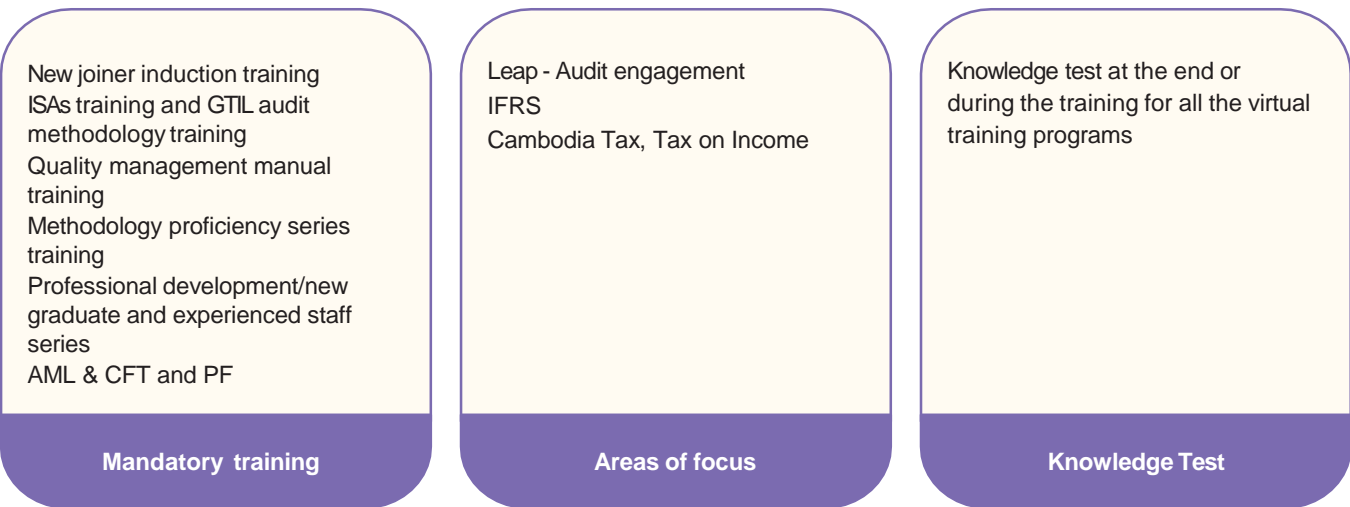 New joiner induction training
ISAs training and GTIL audit
methodology training
Quality management manual
training
Methodology proficiency series
training
Professional development/new
graduate and experienced staff
series
AML & CFT and PF
Mandatory training
Leap - Audit engagement
IFRS
Cambodia Tax, Tax on Income
Areas of focus
Knowledge test at the end or
during the training for all the virtual
training programs
Knowledge Test